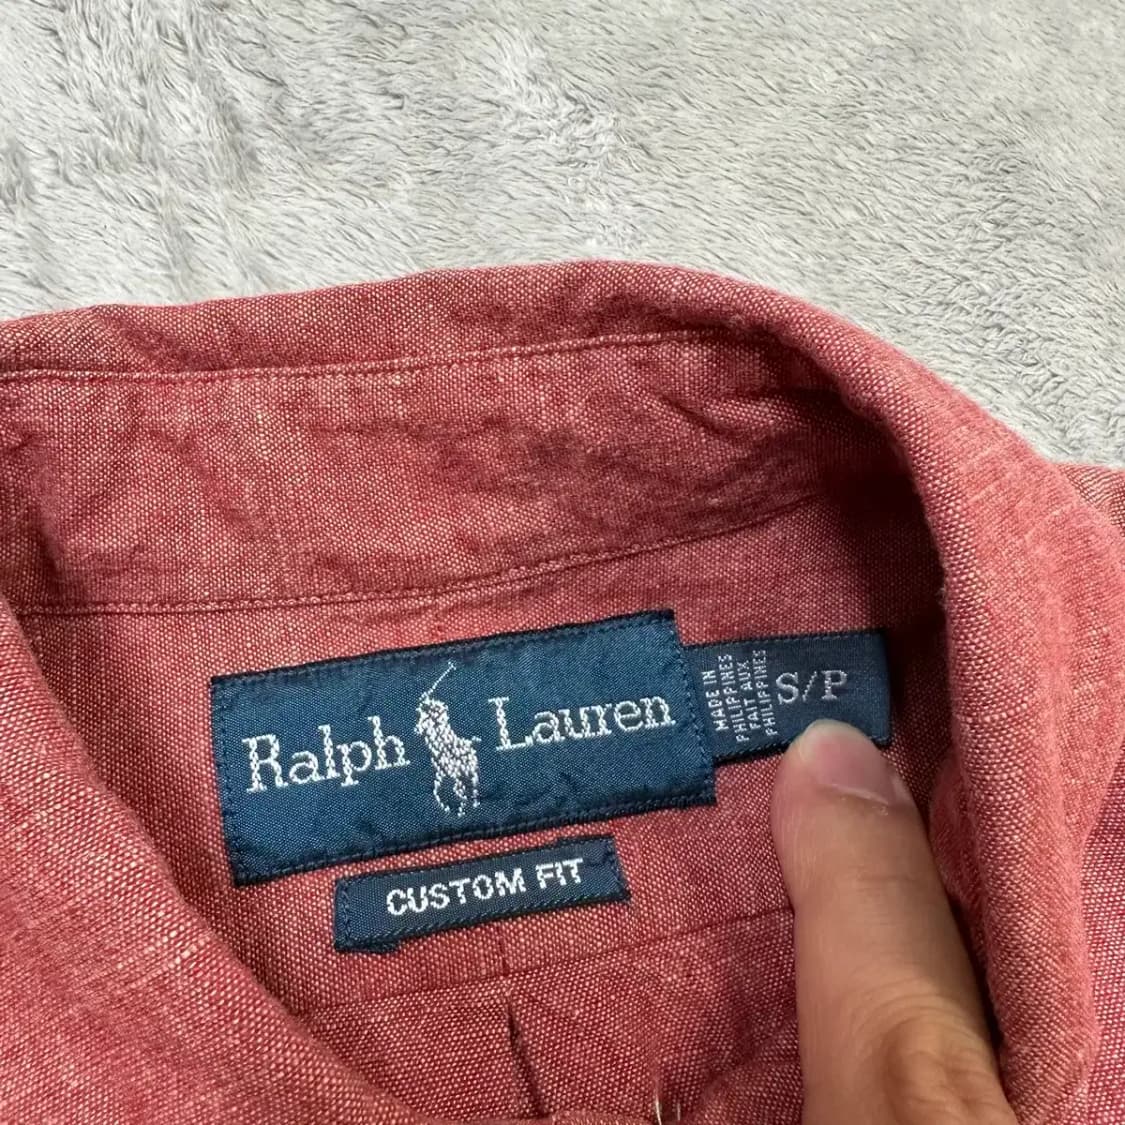 Ralph Lauren
MADE IN
PHILIPPINES
FAIT AUX
PHILIPPINES
S/P
CUSTOM FIT